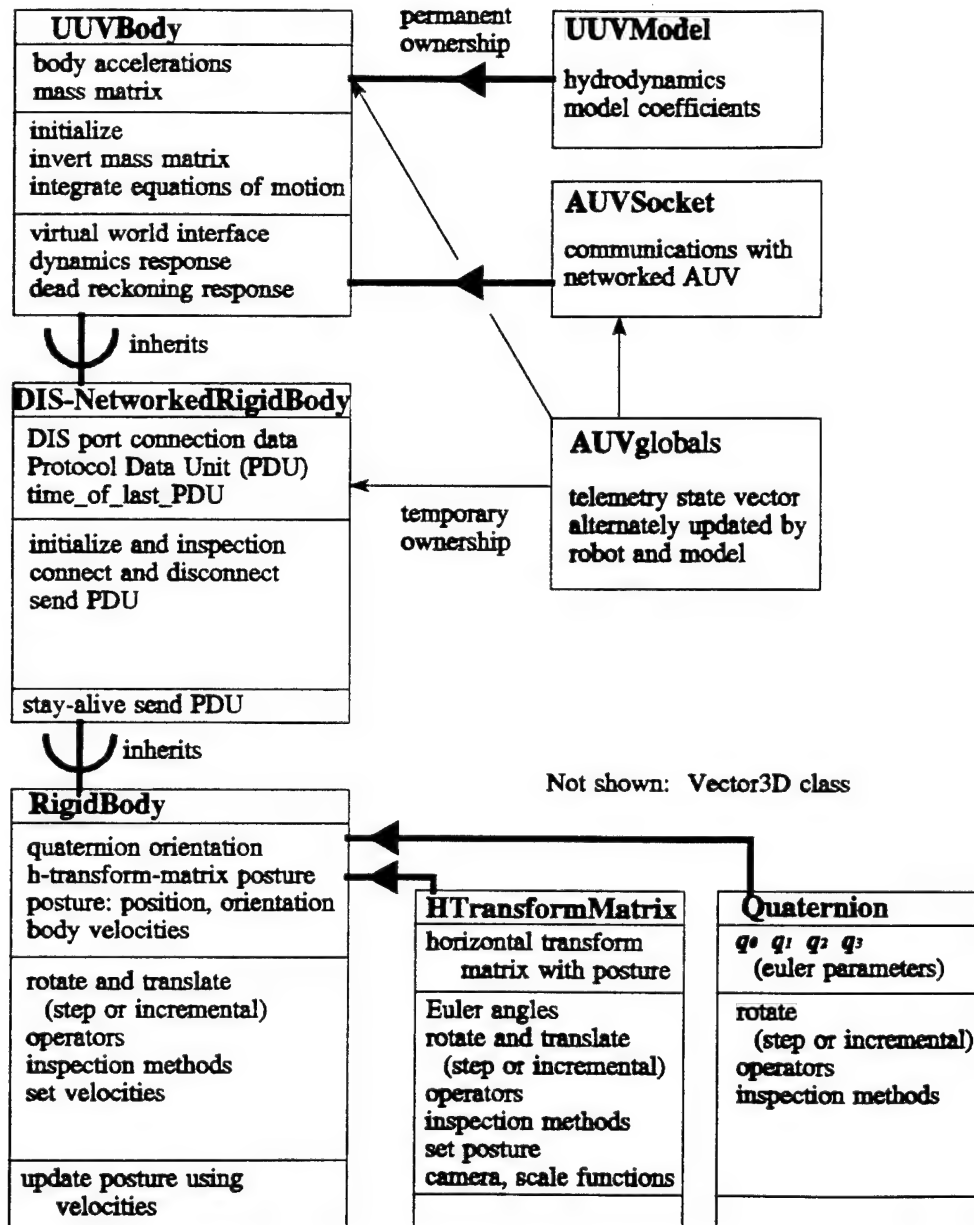 UUVBody
body accelerations
mass matrix
initialize
invert mass matrix
integrate equations of motion
virtual world interface
dynamics response
dead reckoning response
permanent
ownership
UUVModel
hydrodynamics
model coefficients
AUVSocket
communications with
networked AUV
inherits
DIS-NetworkedRigidBody
DIS port connection data
Protocol Data Unit (PDU)
time_of_last_PDU
initialize and inspection
connect and disconnect
send PDU
stay-alive send PDU
temporary
ownership
AUVglobals
telemetry state vector
alternately updated by
robot and model
inherits
Not shown: Vector3D class
RigidBody
quaternion orientation
h-transform-matrix posture
posture: position, orientation
body velocities
rotate and translate
(step or incremental)
operators
inspection methods
set velocities
update posture using
velocities
HTransformMatrix
horizontal transform
matrix with posture
Euler angles
rotate and translate
(step or incremental)
operators
inspection methods
set posture
camera, scale functions
Quaternion
q0 q1 q2 q3
(euler parameters)
rotate
(step or incremental)
operators
inspection methods